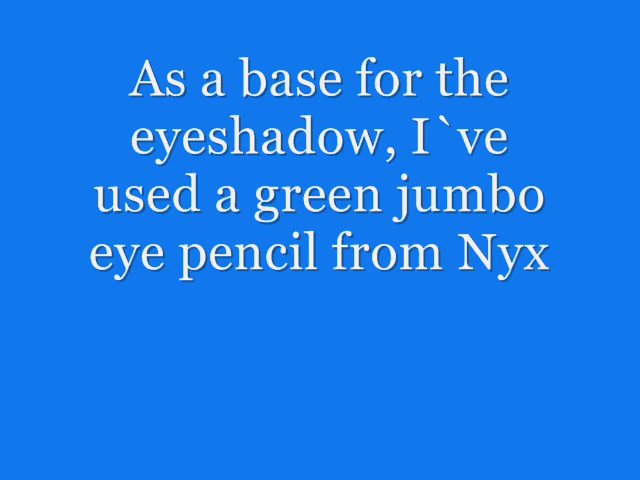 As a base for the
eyeshadow, I`ve
used a green jumbo
eye pencil from Nyx